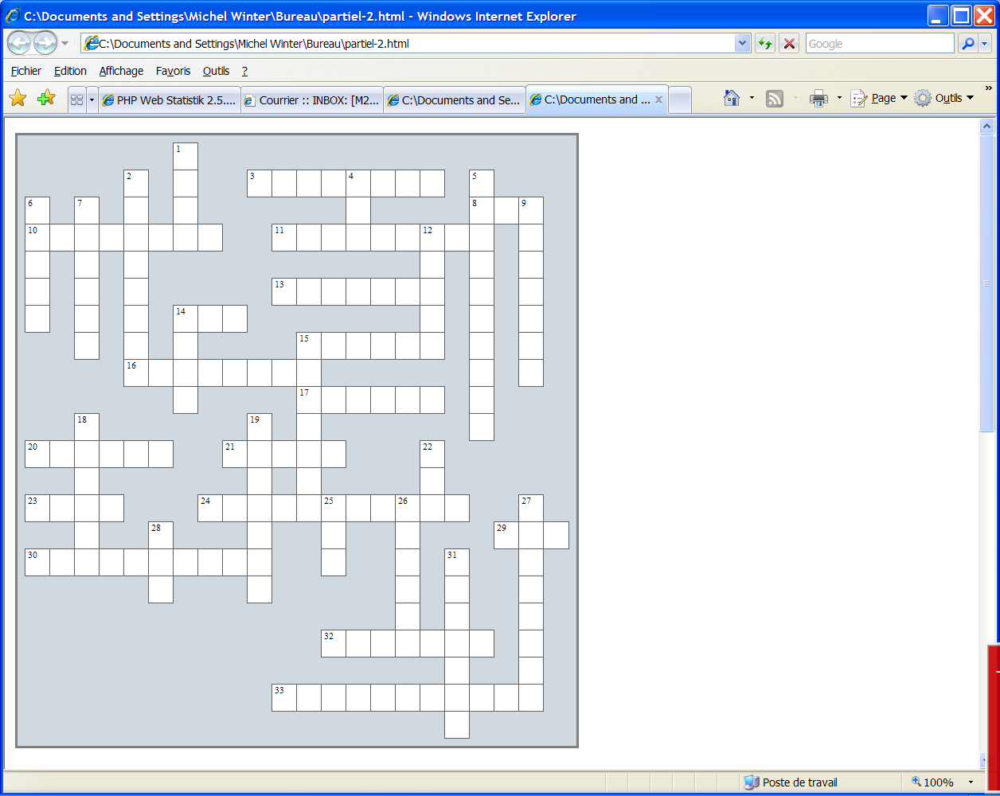 C:\Documents and Settings\Michel Winter\Bureau\partiel-2.html - Windows Internet Explorer
C:\Documents and Settings\Michel Winter\Bureau\partiel-2.html Google
Fichier Edition Affichage Favoris Outils ?
PHP Web Statistik 2.5.... Courrier :: INBOX: [M2... C:\Documents and Se... C:\Documents and ... Page Outils »
1
2 3 4 5
6 7 8 9
10 11 12
13
14
15
16
17
18 19
20 21 22
23 24 25 26 27
28 29
30 31
32
33
Poste de travail 100%